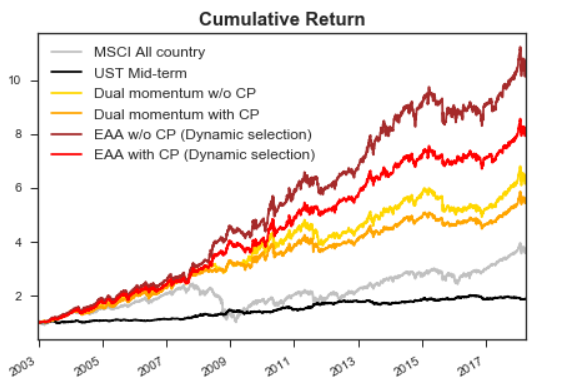 Cumulative Return
MSCI All country
UST Mid-term
Dual momentum w/o CP
Dual momentum with CP
EAA w/o CP (Dynamic selection)
EAA with CP (Dynamic selection)
10
8
6
4
2
2003
2005
2007
2009
2011
2013
2015
2017